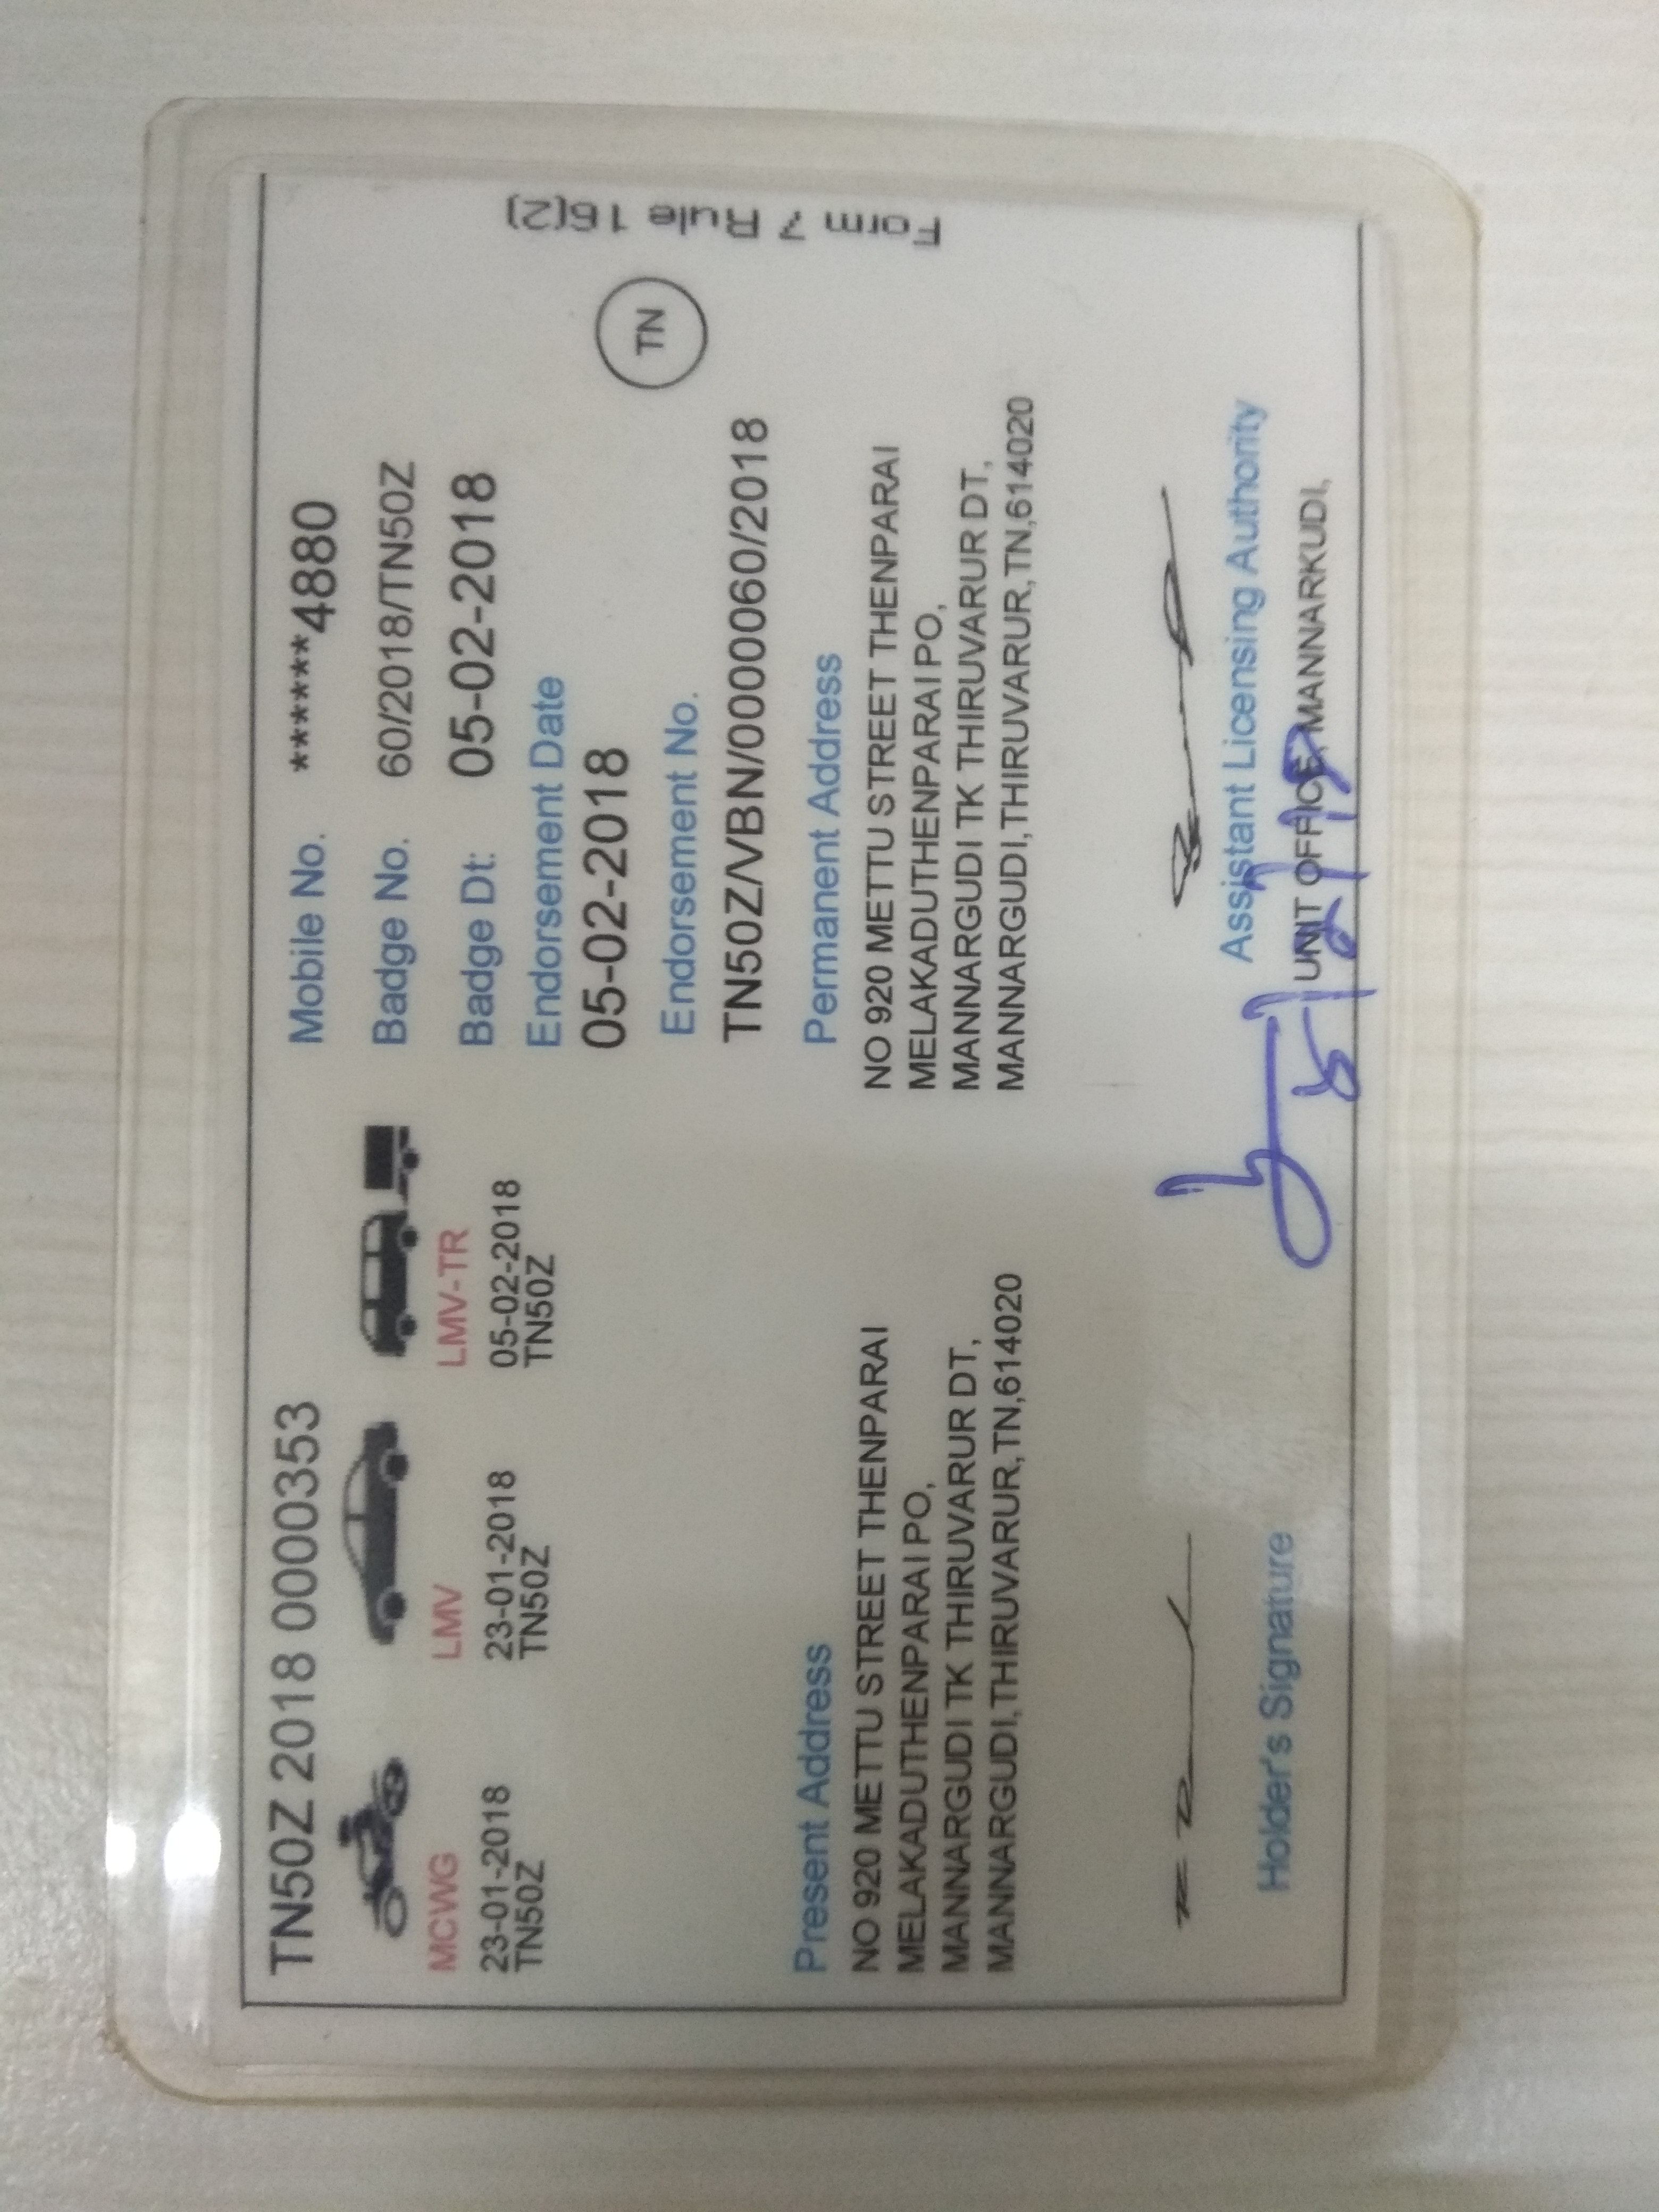 TN50Z 2018 0000353
MCWG
23-01-2018
TN50Z
LMV
23-01-2018
TN50Z
LMV-TR
05-02-2018
TN50Z
Mobile No. ******4880
Badge No. 60/2018/TN50Z
Badge Dt: 05-02-2018
Endorsement Date
05-02-2018
Endorsement No.
TN50Z/VBN/0000060/2018
TN
Form 7 Rule 16(2)
Present Address
NO 920 METTU STREET THENPARAI
MELAKADUTHENPARAI PO,
MANNARGUDI TK THIRUVARUR DT,
MANNARGUDI,THIRUVARUR,TN,614020
Permanent Address
NO 920 METTU STREET THENPARAI
MELAKADUTHENPARAI PO,
MANNARGUDI TK THIRUVARUR DT,
MANNARGUDI,THIRUVARUR,TN,614020
Holder's Signature
Assistant Licensing Authority
UNIT OFFICE, MANNARKUDI,